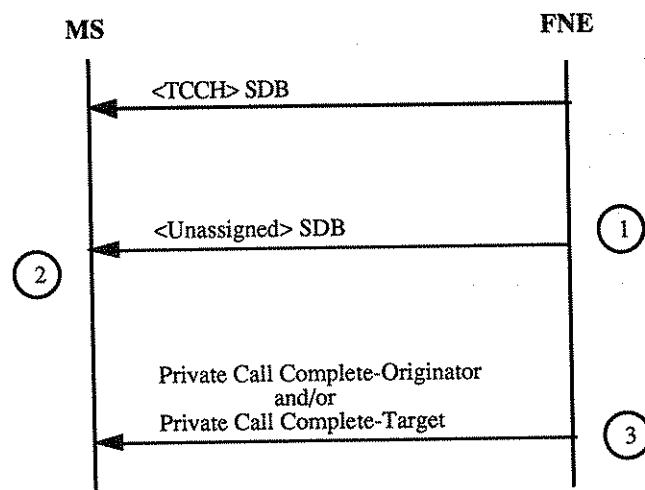 MS FNE
<TCCH> SDB
<Unassigned> SDB
1
2
Private Call Complete-Originator
and/or
Private Call Complete-Target
3